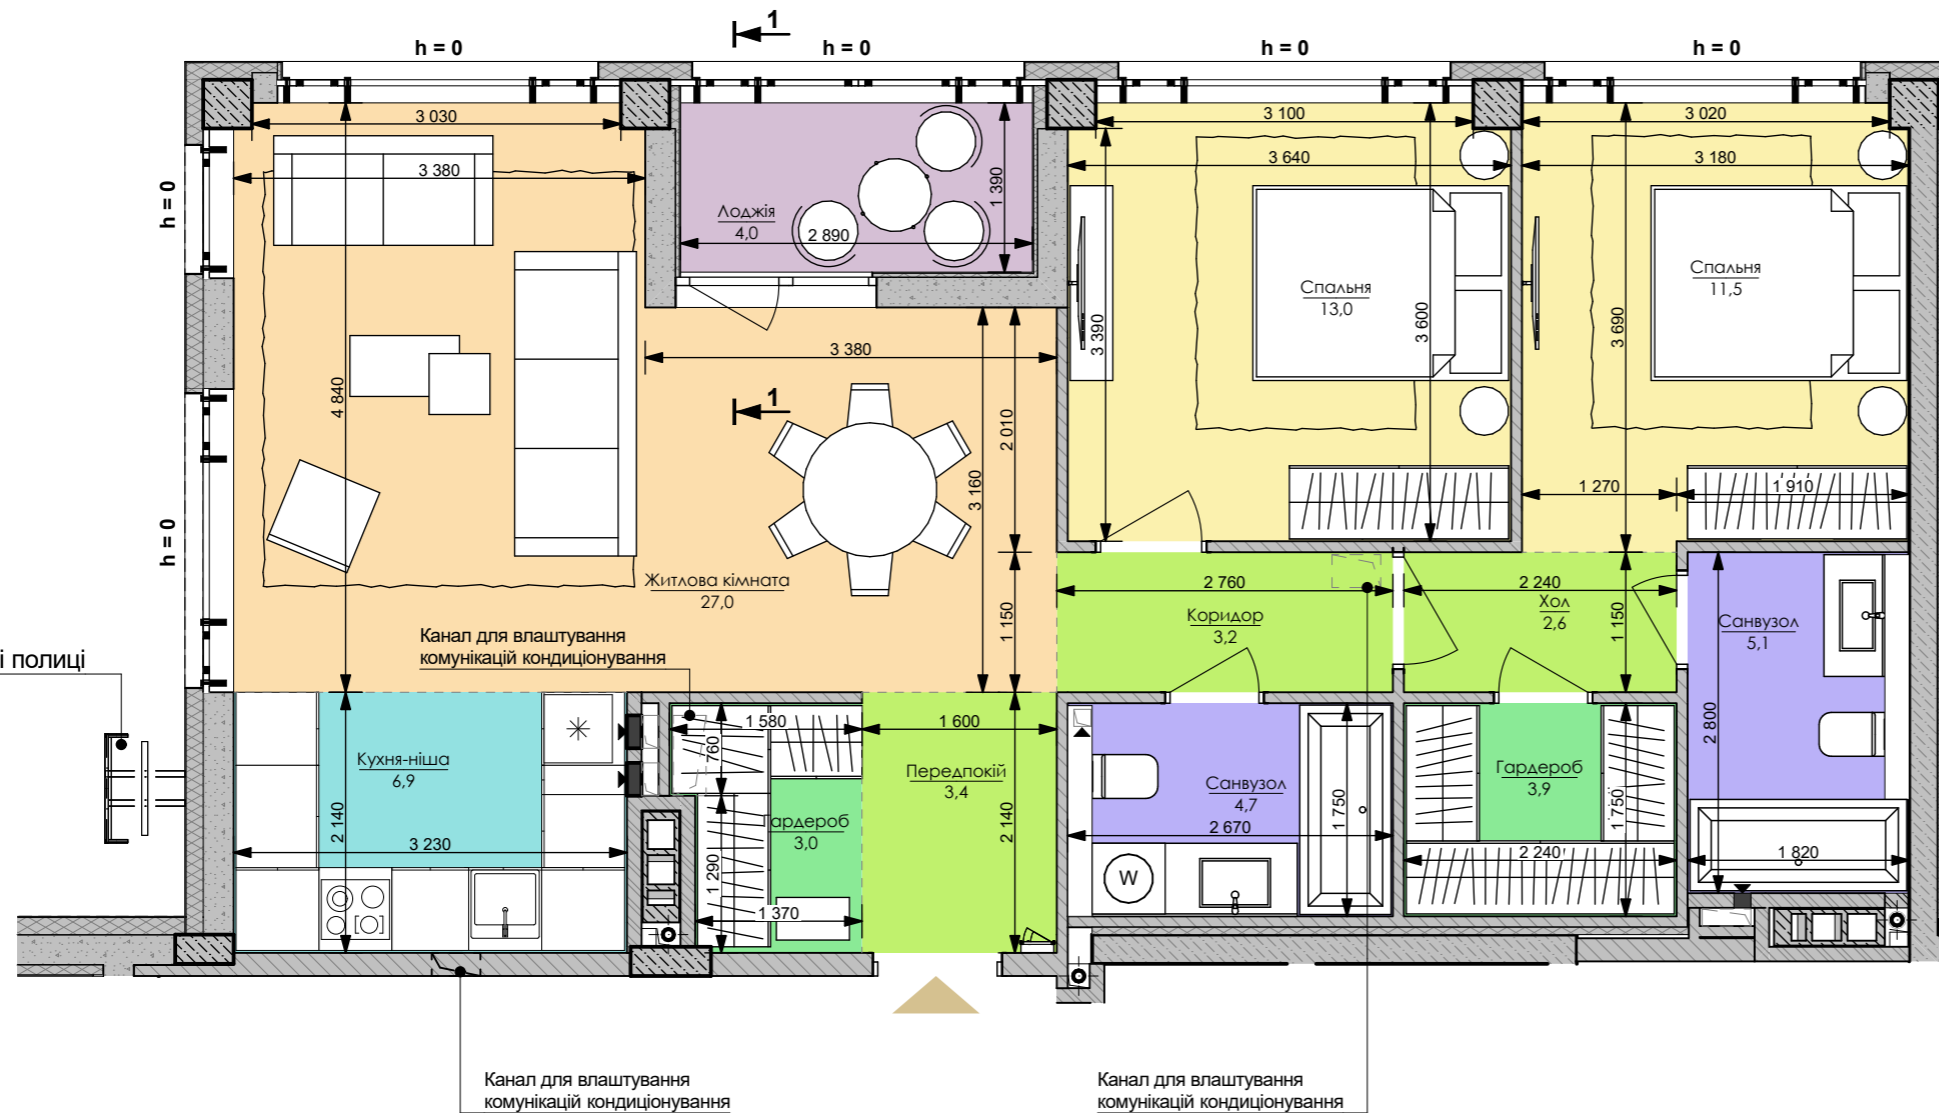 1
h = 0
h = 0
h = 0
h = 0
3 030
3 100
3 020
3 380
3 640
3 180
1 390
h = 0
Лоджія
4,0
2 890
Спальня
13,0
Спальня
11,5
3 390
3 600
3 690
3 380
4 840
1
2 010
3 160
1 270
1 910
h = 0
Житлова кімната
27,0
2 760
2 240
Хол
2,6
Коридор
3,2
1 150
1 150
Санвузол
5,1
Канал для влаштування
комунікацій кондиціонування
і полиці
1 580
1 600
760
2 800
Кухня-ніша
6,9
Передпокій
3,4
Санвузол
4,7
Гардероб
3,9
1 750
1 750
ардероб
3,0
2 140
2 140
3 230
2 670
2 240
1 820
1 290
W
1 370
Канал для влаштування
комунікацій кондиціонування
Канал для влаштування
комунікацій кондиціонування